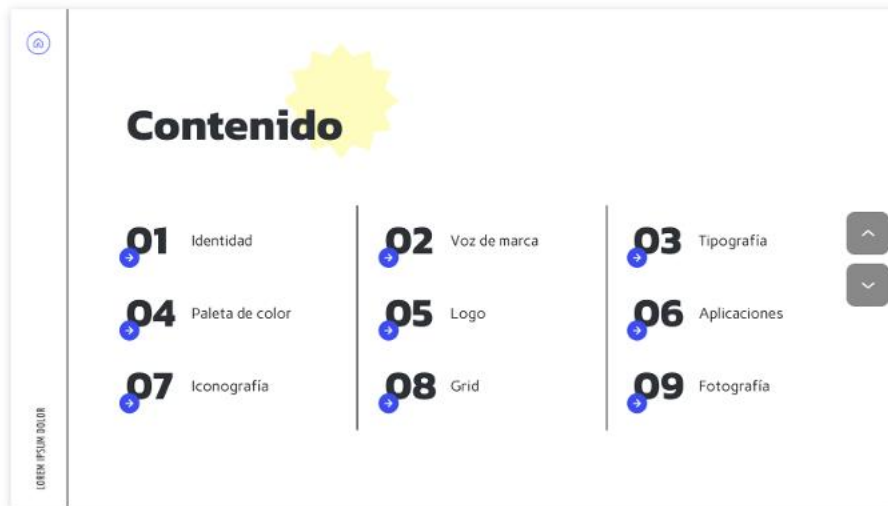 Contenido
01 Identidad
02 Voz de marca
03 Tipografía
04 Paleta de color
05 Logo
06 Aplicaciones
07 Iconografía
08 Grid
09 Fotografía
LOREM IPSUM DOLOR